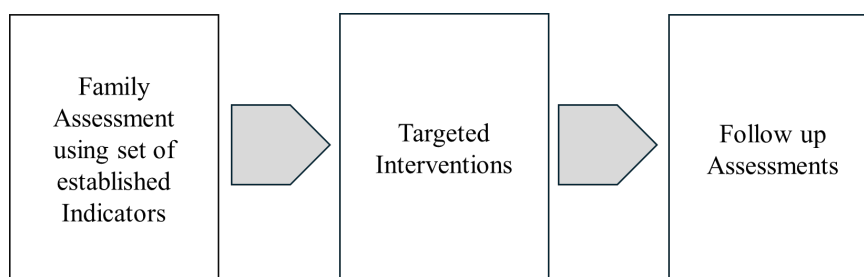 Family
Assessment
using set of
established
Indicators
Targeted
Interventions
Follow up
Assessments